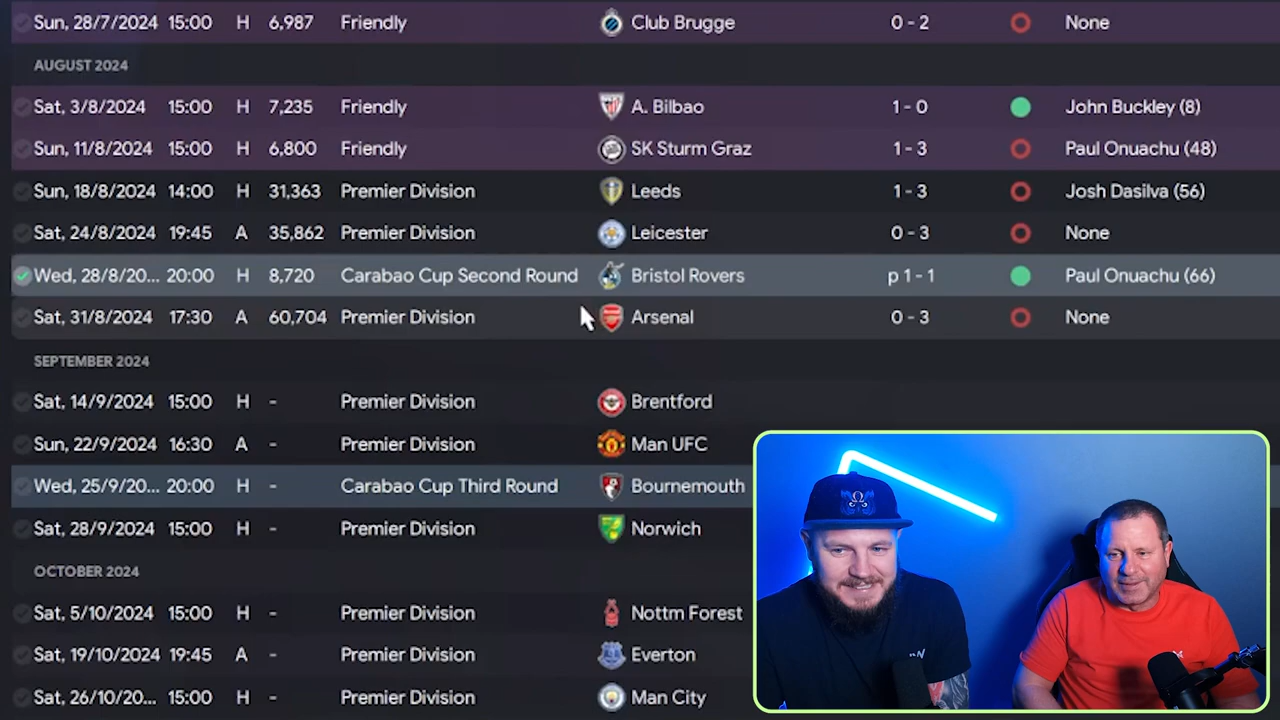 Sun, 28/7/2024 15:00 H 6,987 Friendly Club Brugge 0 - 2 None
AUGUST 2024
Sat, 3/8/2024 15:00 H 7,235 Friendly A. Bilbao 1 - 0 John Buckley (8)
Sun, 11/8/2024 15:00 H 6,800 Friendly SK Sturm Graz 1 - 3 Paul Onuachu (48)
Sun, 18/8/2024 14:00 H 31,363 Premier Division Leeds 1 - 3 Josh Dasilva (56)
Sat, 24/8/2024 19:45 A 35,862 Premier Division Leicester 0 - 3 None
Wed, 28/8/20... 20:00 H 8,720 Carabao Cup Second Round Bristol Rovers p 1 - 1 Paul Onuachu (66)
Sat, 31/8/2024 17:30 A 60,704 Premier Division Arsenal 0 - 3 None
SEPTEMBER 2024
Sat, 14/9/2024 15:00 H - Premier Division Brentford
Sun, 22/9/2024 16:30 A - Premier Division Man UFC
Wed, 25/9/20... 20:00 H - Carabao Cup Third Round Bournemouth
Sat, 28/9/2024 15:00 H - Premier Division Norwich
OCTOBER 2024
Sat, 5/10/2024 15:00 H - Premier Division Nottm Forest
Sat, 19/10/2024 19:45 A - Premier Division Everton
Sat, 26/10/20... 15:00 H - Premier Division Man City